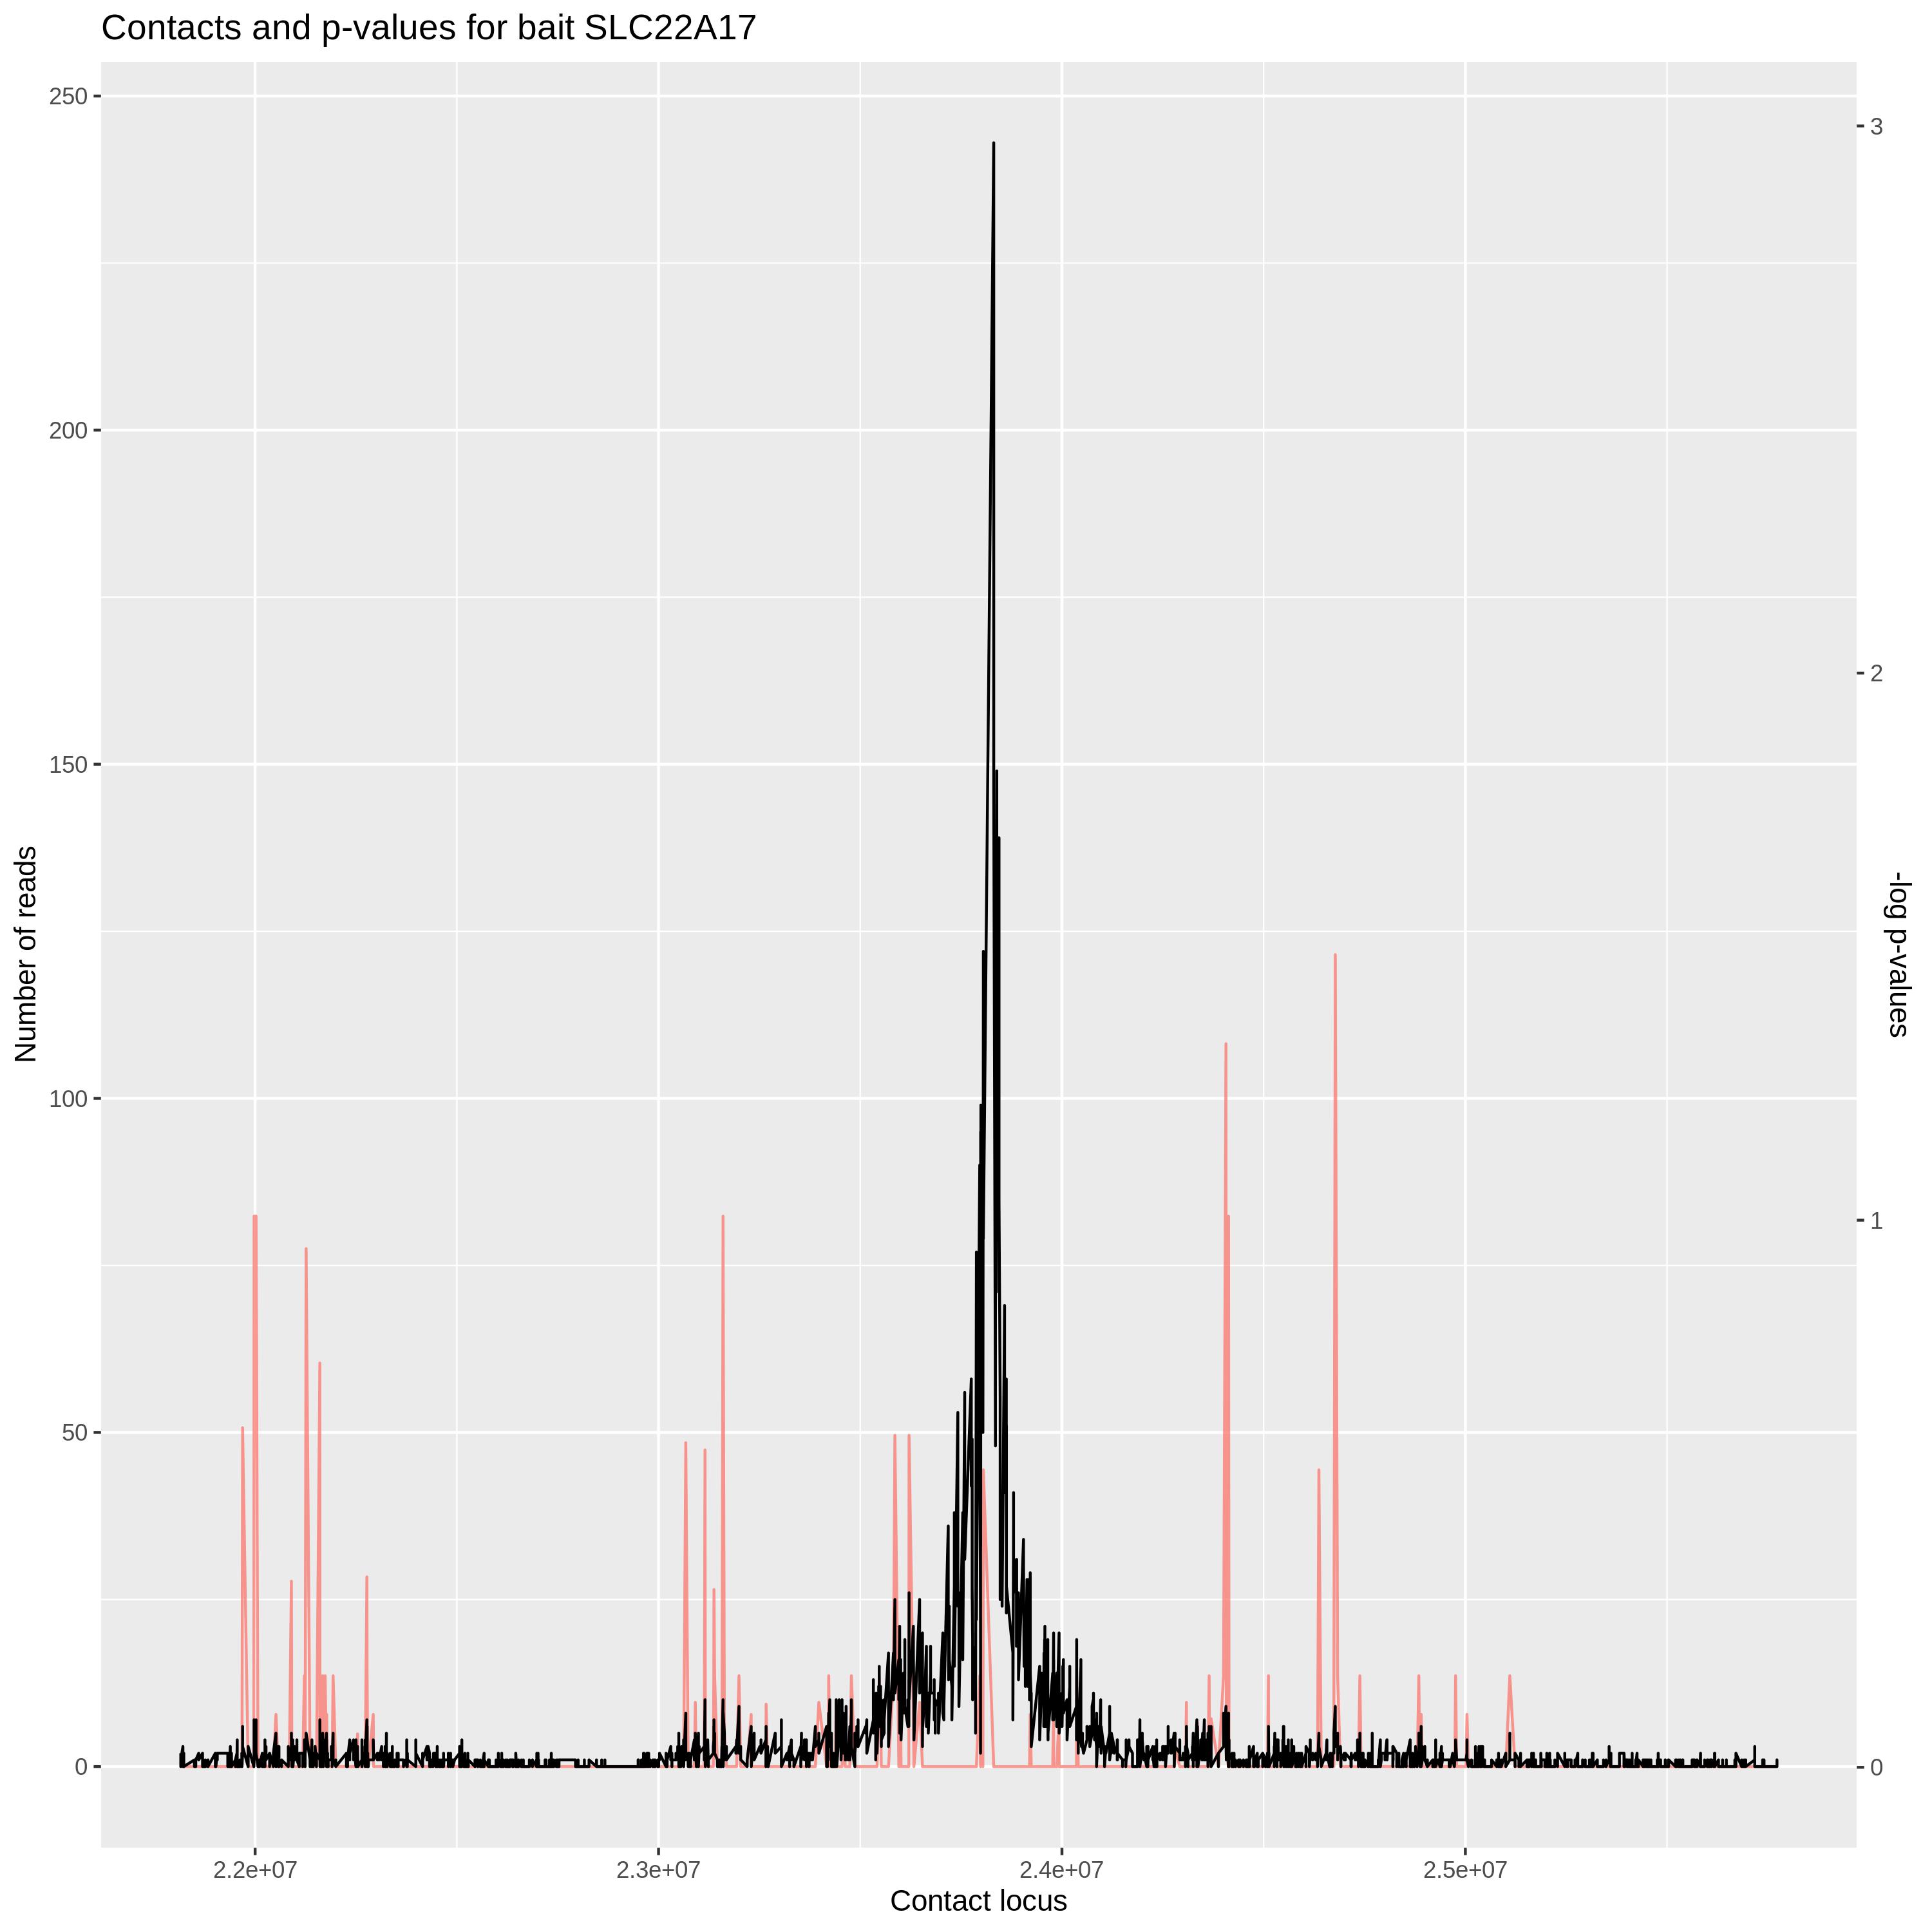 Contacts and p-values for bait SLC22A17
250
200
150
100
50
0
3
2
1
0
Number of reads
-log p-values
2.2e+07
2.3e+07
2.4e+07
2.5e+07
Contact locus